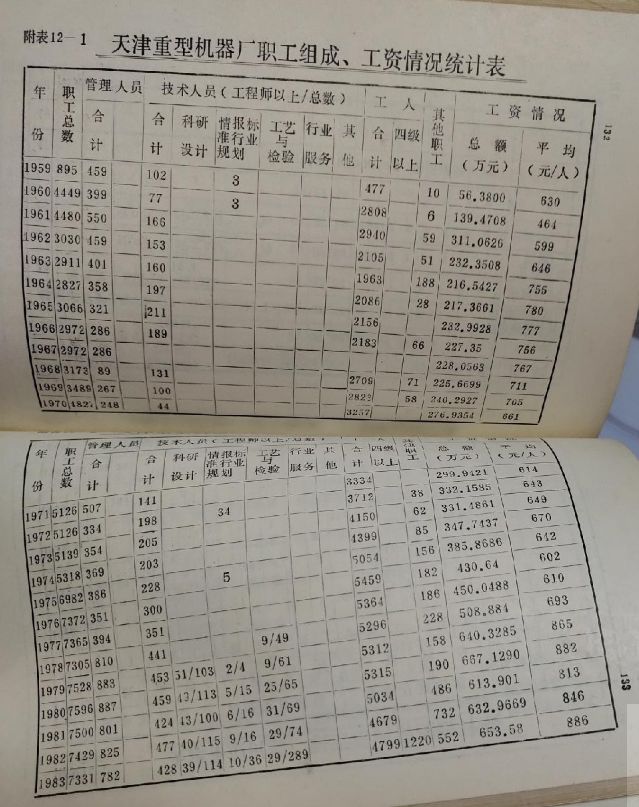 附表12-1 天津重型机器厂职工组成、工资情况统计表
年份 职工总数 管理人员 技术人员(工程师以上/总数) 工人 其他职工 工资情况
合计 合计 科研设计 情报标准行业规划 工艺与检验 行业服务 其他 合计 四级以上 总额(万元) 平均(元/人)
1959 895 459 102 3 477 10 56.3800 630
1960 4449 399 77 3 2808 6 139.4768 464
1961 4480 550 166 2940 59 311.0626 599
1962 3030 459 153 2105 51 232.3508 646
1963 2911 401 160 1963 188 216.5427 755
1964 2827 358 197 2086 28 217.3661 780
1965 3066 321 211 2156 232.9928 777
1966 2972 286 189 2183 66 227.35 756
1967 2972 286 228.0563 767
1968 3173 89 131 2709 71 225.6699 711
1969 3489 267 100 2822 58 240.2927 705
1970 4827 248 44 3257 276.9354 661
132
年份 职工总数 管理人员 技术人员(工程师以上/总数)
合计 合计 科研设计 情报标准行业规划 工艺与检验 行业服务 其他 合计 四级以上 总额(万元) 平均(元/人)
1971 5126 507 141 3334 299.9421 614
1972 5126 334 198 34 3712 38 332.1585 643
1973 5139 354 205 4150 62 331.4861 649
1974 5318 369 203 4399 85 347.7437 670
1975 6982 386 228 5 5054 156 385.8686 642
1976 7372 351 300 5459 182 430.64 602
1977 7365 394 351 5364 186 450.0488 610
1978 7305 810 441 9/49 5296 228 508.884 693
1979 7528 883 453 51/103 2/4 9/61 5312 158 640.3285 865
1980 7596 887 459 43/113 5/15 25/65 5315 190 667.1290 882
1981 7500 801 424 43/100 6/16 31/69 5034 486 613.901 813
1982 7429 825 477 40/115 9/16 29/74 4679 732 632.9669 846
1983 7331 782 428 39/114 10/36 29/289 4799 1220 552 653.58 886
133